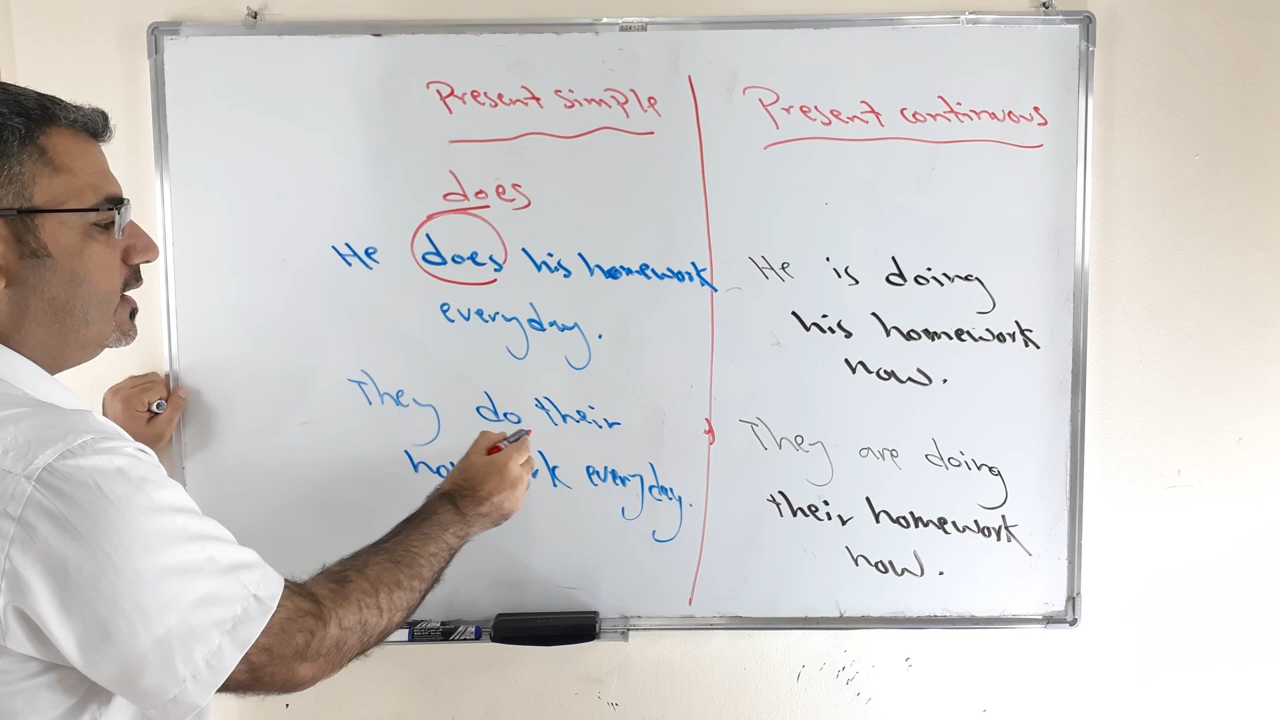 Present simple
does
He does his homework
everyday.
They do their
everyday.
Present continuous
He is doing
his homework
now.
They are doing
their homework
now.